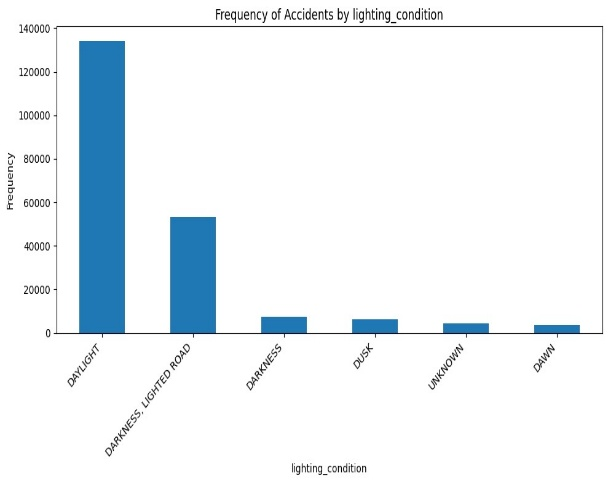 Frequency of Accidents by lighting_condition
140000
120000
100000
80000
60000
40000
20000
0
Frequency
DAYLIGHT
DARKNESS, LIGHTED ROAD
DARKNESS
DUSK
UNKNOWN
DAWN
lighting_condition